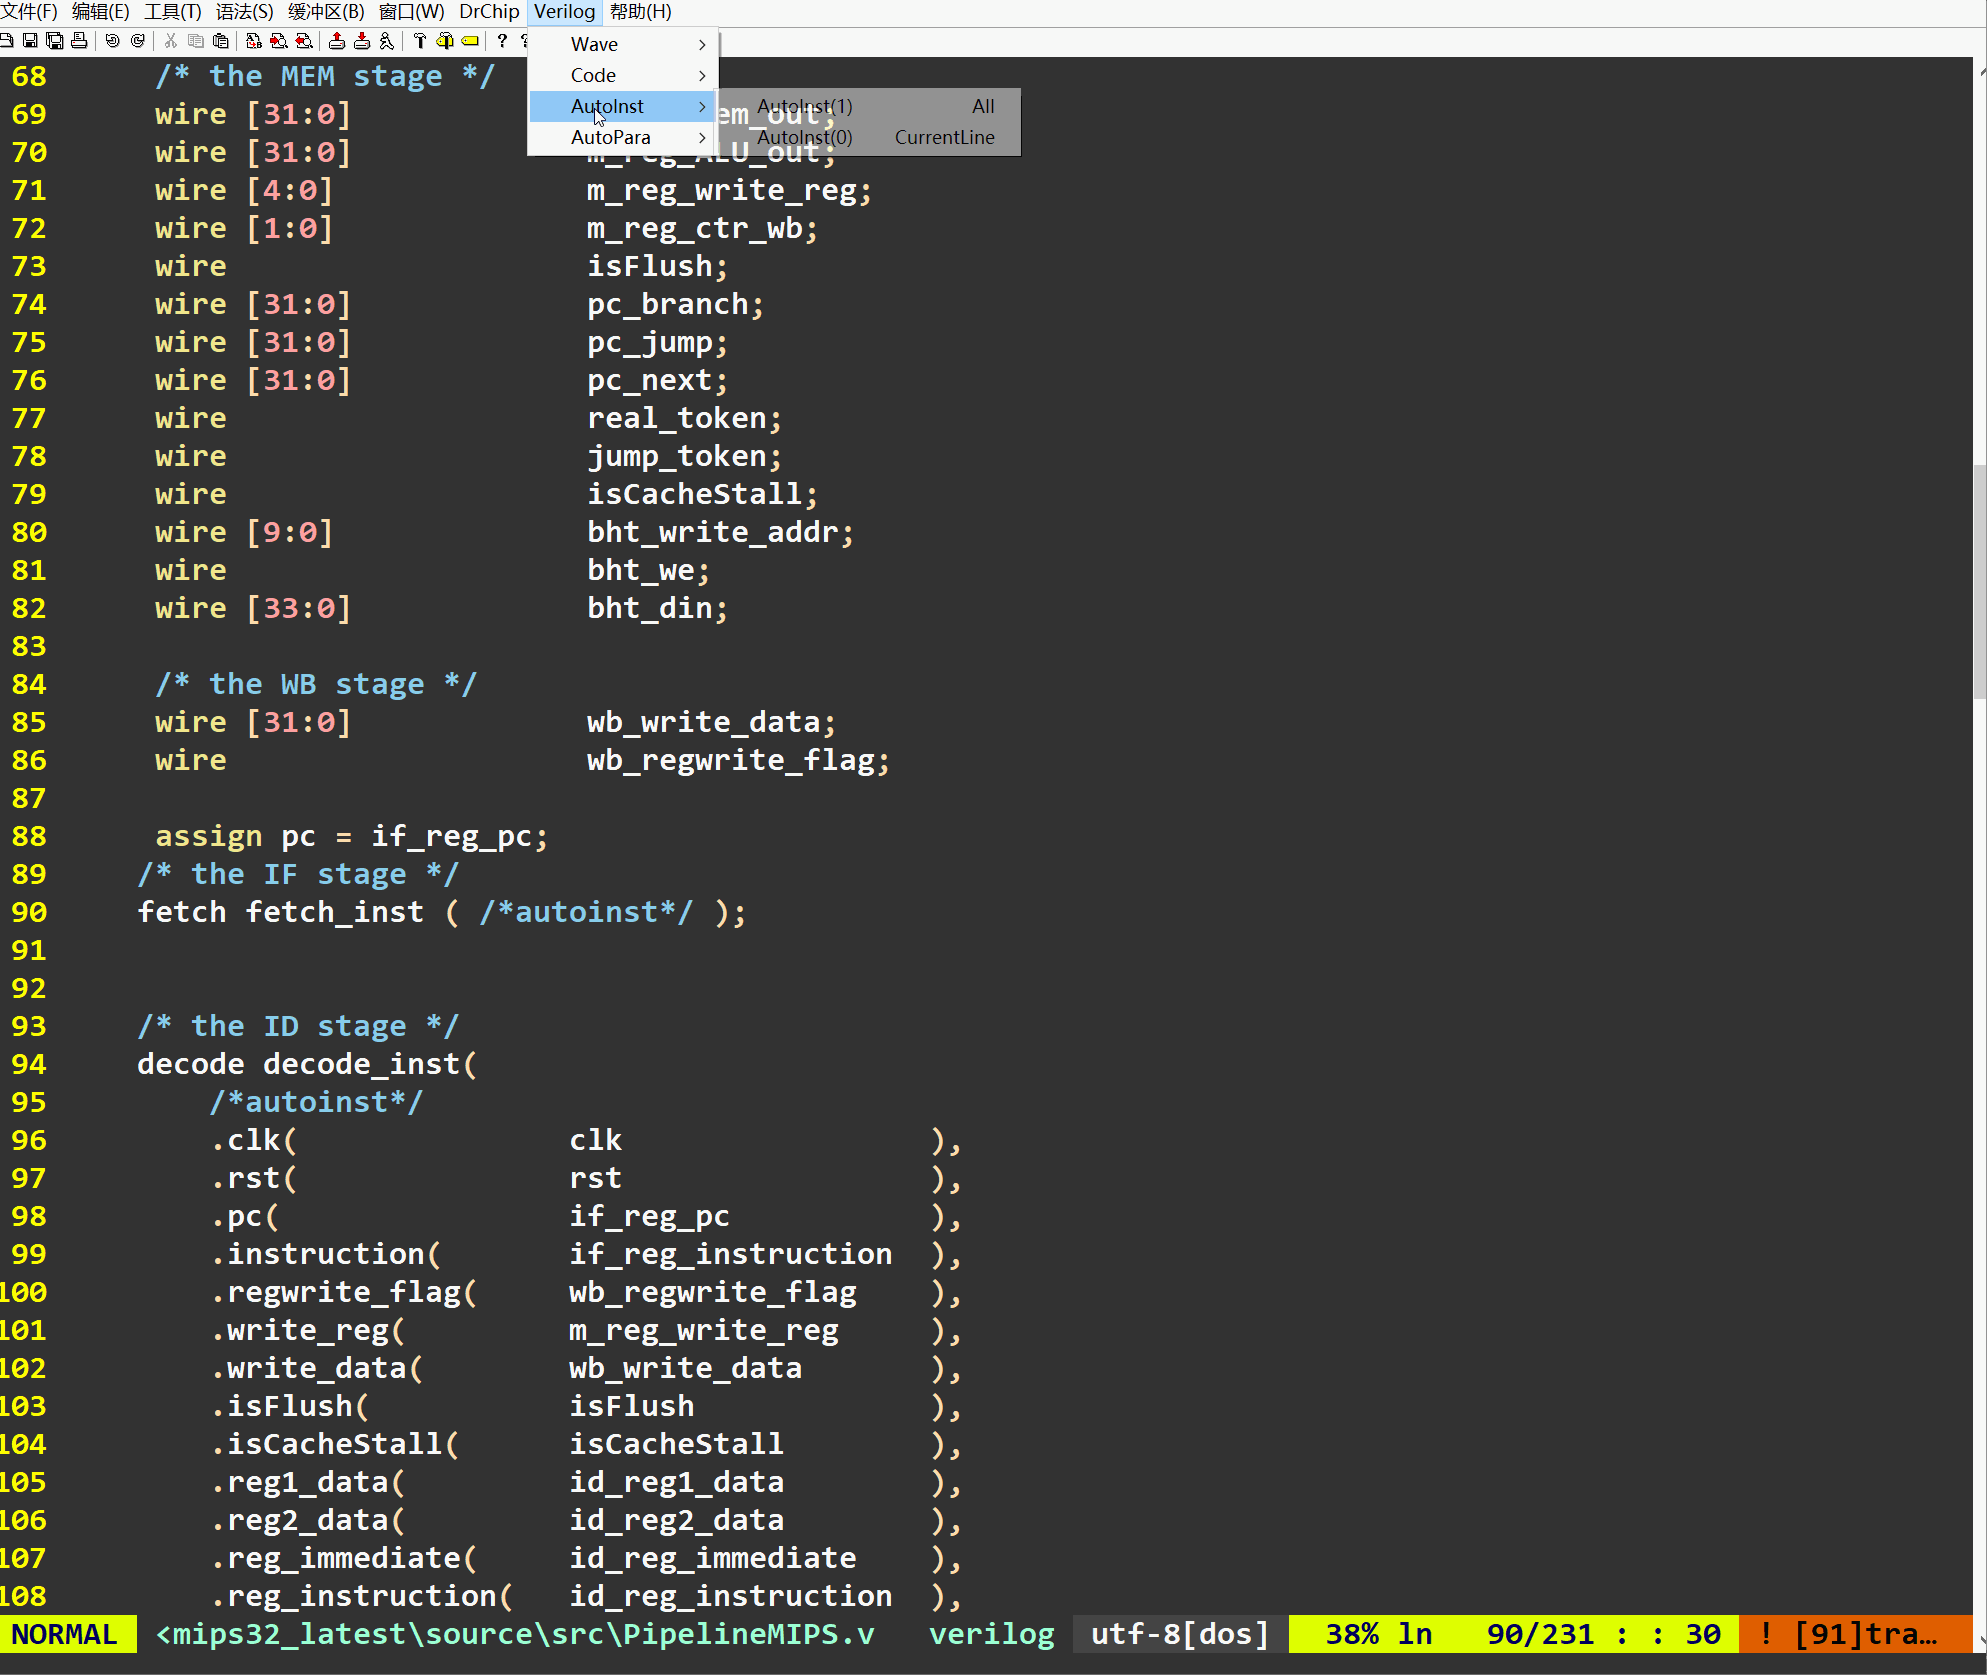 文件(F) 编辑(E) 工具(T) 语法(S) 缓冲区(B) 窗口(W) DrChip Verilog 帮助(H)
Wave
Code
AutoInst
AutoPara
AutoInst(1) All
AutoInst(0) CurrentLine
68 /* the MEM stage */
69 wire [31:0] em_out;
70 wire [31:0] m_reg_ALU_out;
71 wire [4:0] m_reg_write_reg;
72 wire [1:0] m_reg_ctr_wb;
73 wire isFlush;
74 wire [31:0] pc_branch;
75 wire [31:0] pc_jump;
76 wire [31:0] pc_next;
77 wire real_token;
78 wire jump_token;
79 wire isCacheStall;
80 wire [9:0] bht_write_addr;
81 wire bht_we;
82 wire [33:0] bht_din;
83
84 /* the WB stage */
85 wire [31:0] wb_write_data;
86 wire wb_regwrite_flag;
87
88 assign pc = if_reg_pc;
89 /* the IF stage */
90 fetch fetch_inst ( /*autoinst*/ );
91
92
93 /* the ID stage */
94 decode decode_inst(
95 /*autoinst*/
96 .clk( clk ),
97 .rst( rst ),
98 .pc( if_reg_pc ),
99 .instruction( if_reg_instruction ),
100 .regwrite_flag( wb_regwrite_flag ),
101 .write_reg( m_reg_write_reg ),
102 .write_data( wb_write_data ),
103 .isFlush( isFlush ),
104 .isCacheStall( isCacheStall ),
105 .reg1_data( id_reg1_data ),
106 .reg2_data( id_reg2_data ),
107 .reg_immediate( id_reg_immediate ),
108 .reg_instruction( id_reg_instruction ),
NORMAL <mips32_latest\source\src\PipelineMIPS.v verilog utf-8[dos] 38% ln 90/231 : : 30 ! [91]tra…